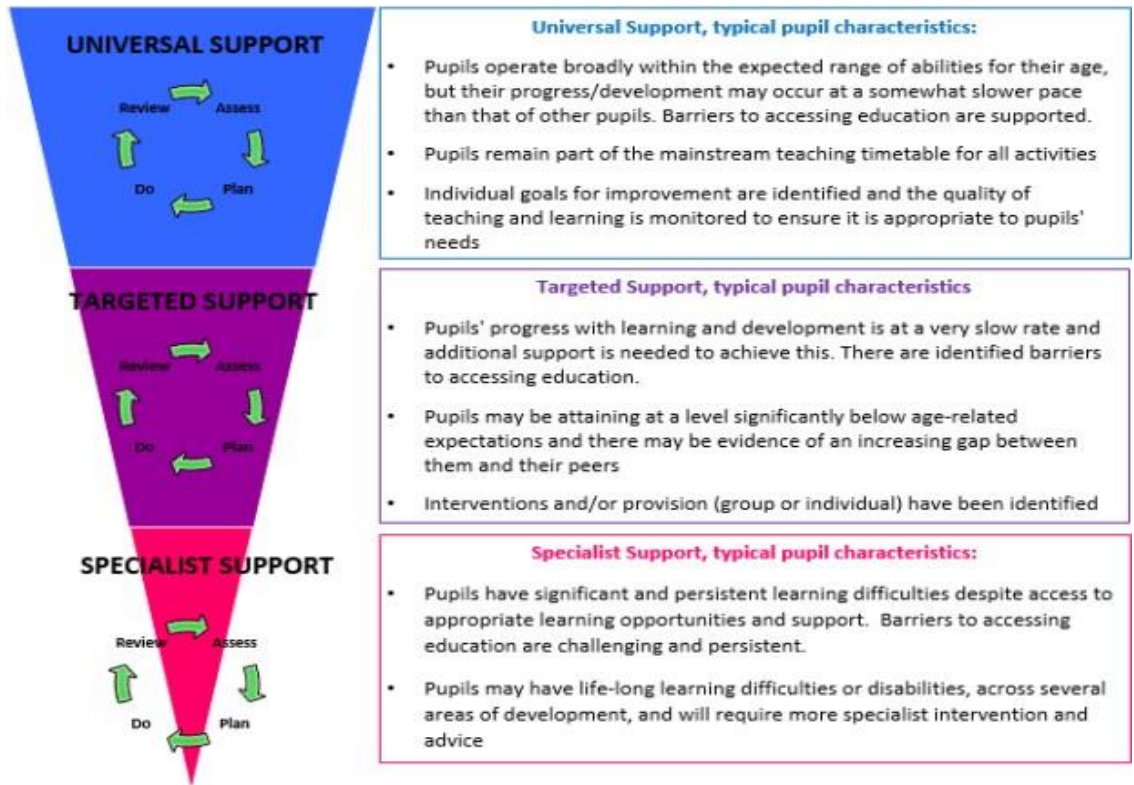 UNIVERSAL SUPPORT
Review
Assess
Do
Plan
Universal Support, typical pupil characteristics:
• Pupils operate broadly within the expected range of abilities for their age,
but their progress/development may occur at a somewhat slower pace
than that of other pupils. Barriers to accessing education are supported.
• Pupils remain part of the mainstream teaching timetable for all activities
• Individual goals for improvement are identified and the quality of
teaching and learning is monitored to ensure it is appropriate to pupils'
needs
TARGETED SUPPORT
Review
Assess
Do
Plan
Targeted Support, typical pupil characteristics
• Pupils' progress with learning and development is at a very slow rate and
additional support is needed to achieve this. There are identified barriers
to accessing education.
• Pupils may be attaining at a level significantly below age-related
expectations and there may be evidence of an increasing gap between
them and their peers
• Interventions and/or provision (group or individual) have been identified
SPECIALIST SUPPORT
Review
Assess
Do
Plan
Specialist Support, typical pupil characteristics:
• Pupils have significant and persistent learning difficulties despite access to
appropriate learning opportunities and support. Barriers to accessing
education are challenging and persistent.
• Pupils may have life-long learning difficulties or disabilities, across several
areas of development, and will require more specialist intervention and
advice